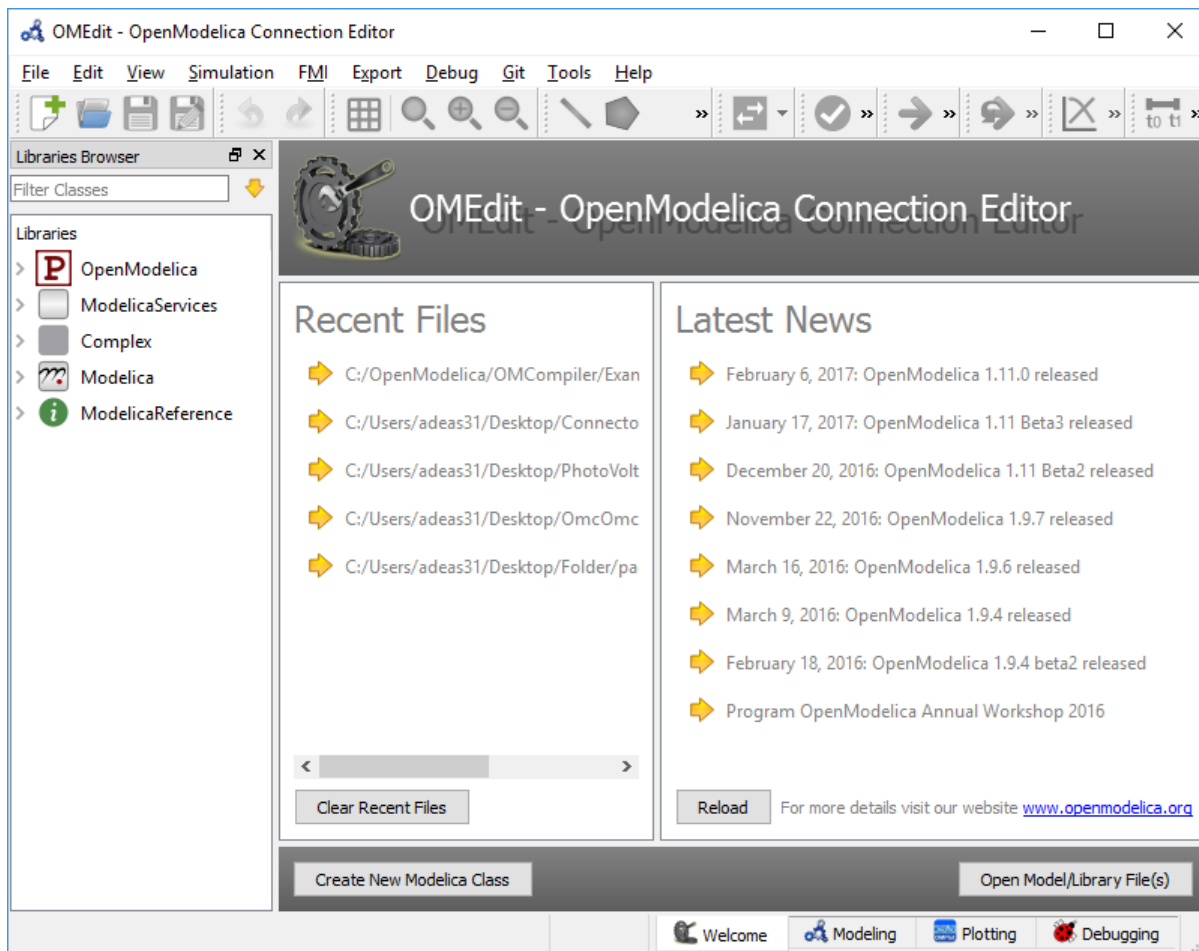 OMEdit - OpenModelica Connection Editor
File Edit View Simulation FMI Export Debug Git Tools Help
t0 t1
Libraries Browser
Filter Classes
Libraries
P OpenModelica
ModelicaServices
Complex
Modelica
i ModelicaReference
OMEdit - OpenModelica Connection Editor
Recent Files
C:/OpenModelica/OMCompiler/Exan
C:/Users/adeas31/Desktop/Connecto
C:/Users/adeas31/Desktop/PhotoVolt
C:/Users/adeas31/Desktop/OmcOmc
C:/Users/adeas31/Desktop/Folder/pa
Clear Recent Files
Latest News
February 6, 2017: OpenModelica 1.11.0 released
January 17, 2017: OpenModelica 1.11 Beta3 released
December 20, 2016: OpenModelica 1.11 Beta2 released
November 22, 2016: OpenModelica 1.9.7 released
March 16, 2016: OpenModelica 1.9.6 released
March 9, 2016: OpenModelica 1.9.4 released
February 18, 2016: OpenModelica 1.9.4 beta2 released
Program OpenModelica Annual Workshop 2016
Reload For more details visit our website www.openmodelica.org
Create New Modelica Class Open Model/Library File(s)
Welcome Modeling Plotting Debugging